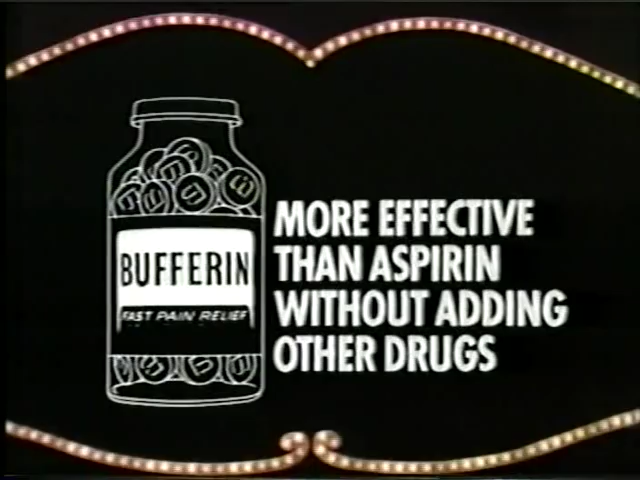 BUFFERIN
FAST PAIN RELIEF
MORE EFFECTIVE
THAN ASPIRIN
WITHOUT ADDING
OTHER DRUGS